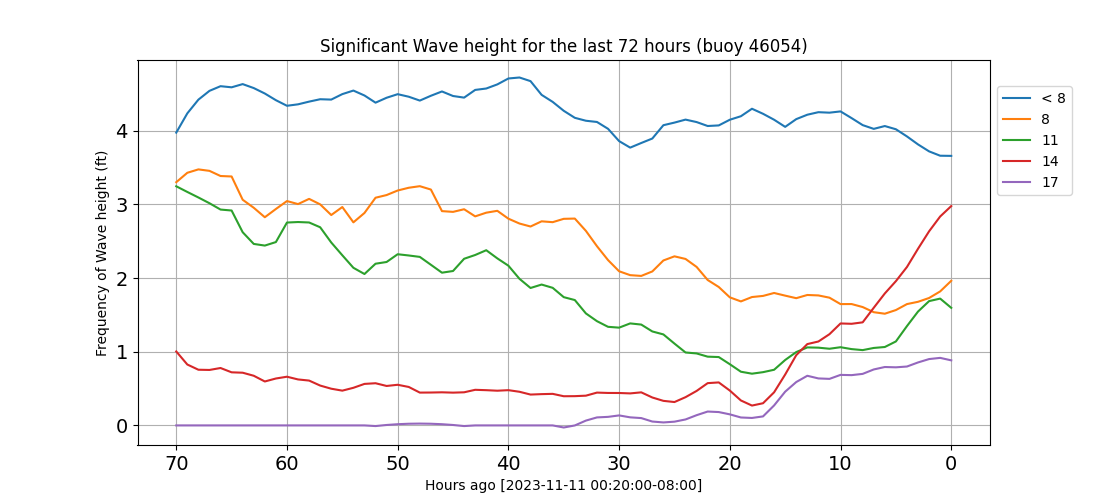 Significant Wave height for the last 72 hours (buoy 46054)
Frequency of Wave height (ft)
4
3
2
1
0
70 60 50 40 30 20 10 0
Hours ago [2023-11-11 00:20:00-08:00]
< 8
8
11
14
17